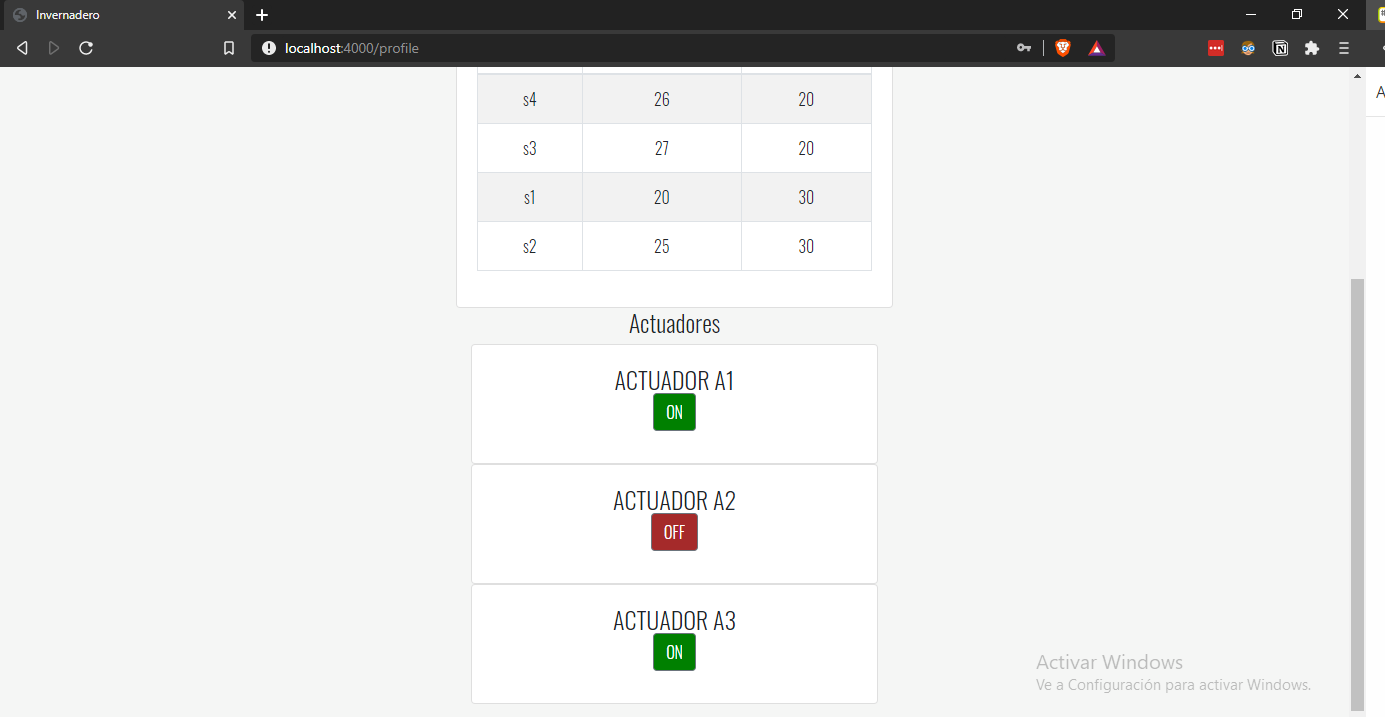 Invernadero
localhost:4000/profile
s4 26 20
s3 27 20
s1 20 30
s2 25 30
Actuadores
ACTUADOR A1
ON
ACTUADOR A2
OFF
ACTUADOR A3
ON
Activar Windows
Ve a Configuración para activar Windows.